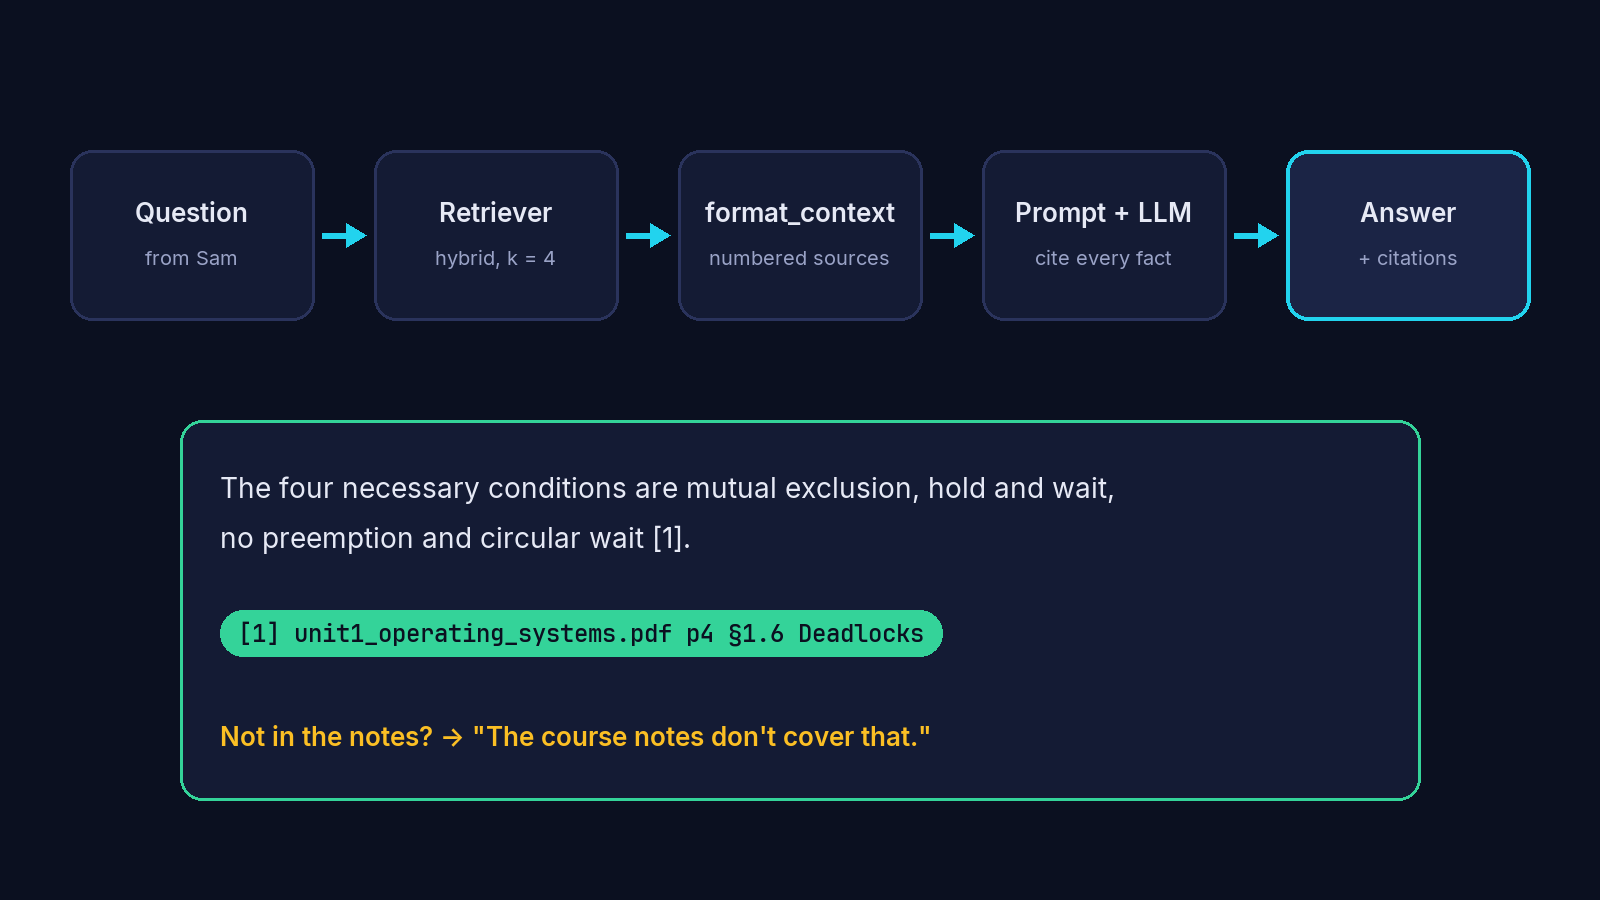 Question
from Sam
Retriever
hybrid, k = 4
format_context
numbered sources
Prompt + LLM
cite every fact
Answer
+ citations
The four necessary conditions are mutual exclusion, hold and wait,
no preemption and circular wait [1].
[1] unit1_operating_systems.pdf p4 §1.6 Deadlocks
Not in the notes? → "The course notes don't cover that."